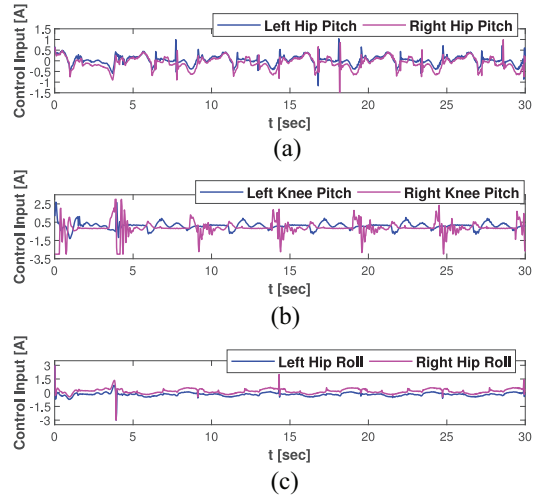 Left Hip Pitch Right Hip Pitch
Control Input [A]
1.5
1
0.5
0
-0.5
1.5
0 5 10 15 20 25 30
t [sec]
(a)
Left Knee Pitch Right Knee Pitch
Control Input [A]
2.5
0.5
-1.5
-3.5
0 5 10 15 20 25 30
t [sec]
(b)
Left Hip Roll Right Hip Roll
Control Input [A]
3
1.5
0
-1.5
-3
0 5 10 15 20 25 30
t [sec]
(c)